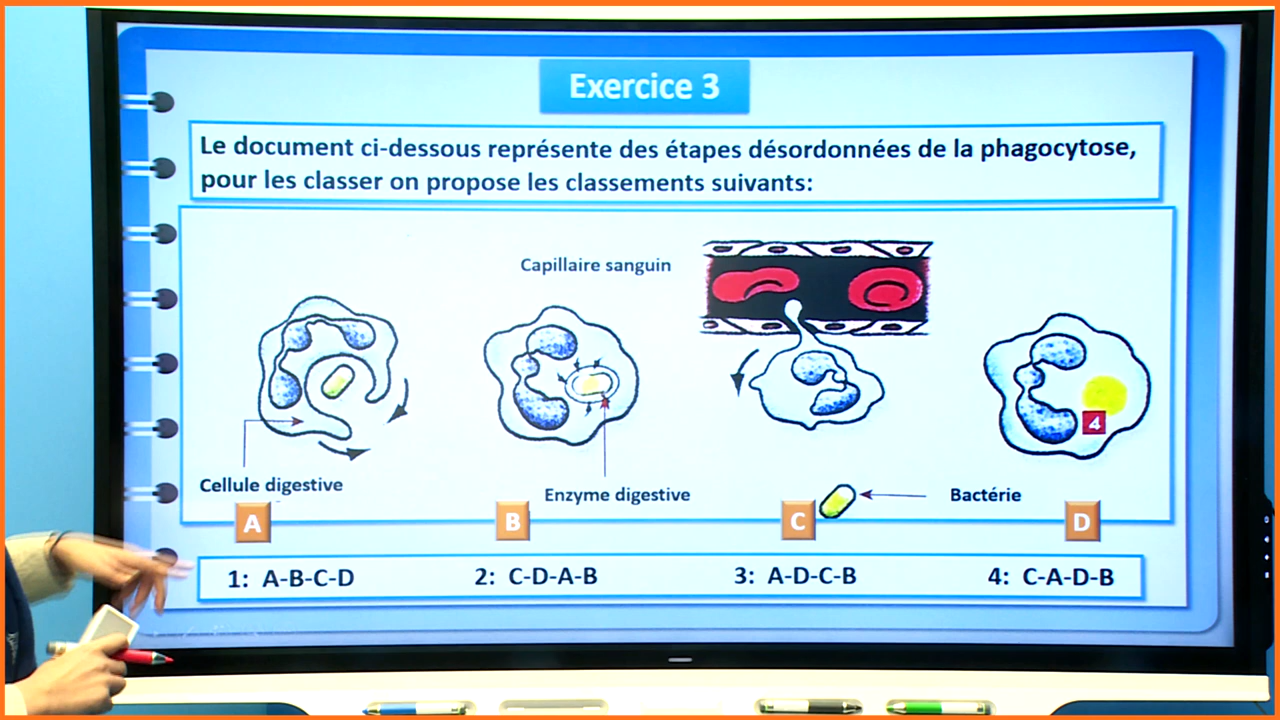 Exercice 3
Le document ci-dessous représente des étapes désordonnées de la phagocytose,
pour les classer on propose les classements suivants:
Capillaire sanguin
4
Cellule digestive
Enzyme digestive
Bactérie
A
B
C
D
1: A-B-C-D
2: C-D-A-B
3: A-D-C-B
4: C-A-D-B